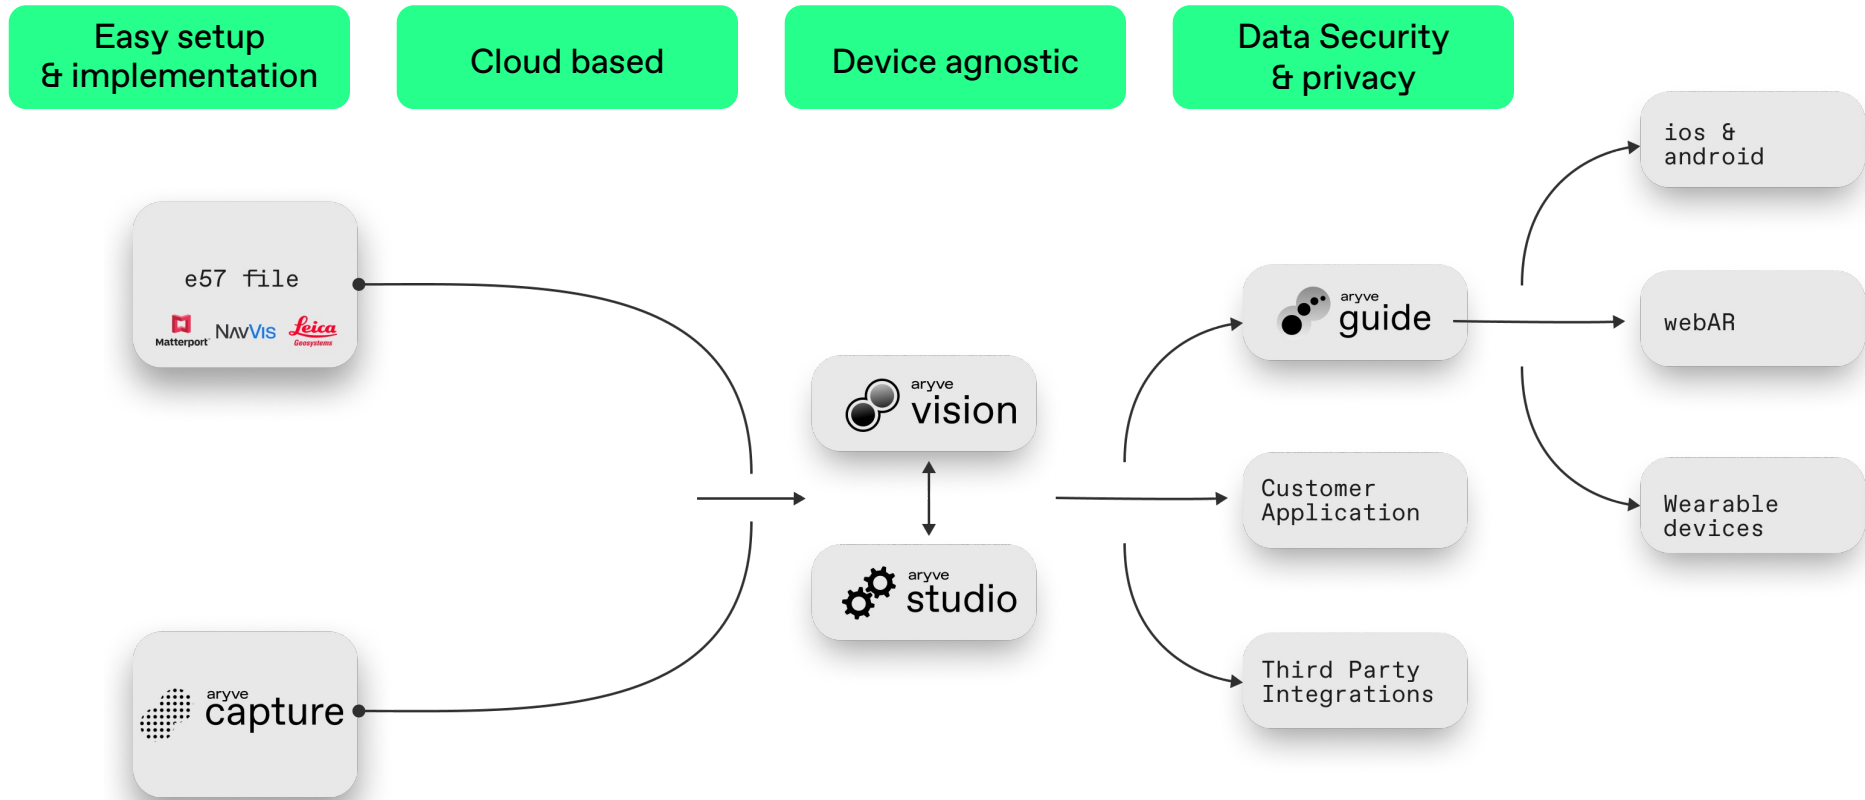 Easy setup
& implementation
Cloud based
Device agnostic
Data Security
& privacy
ios &
android
e57 file
Matterport
NavVis
Leica
Geosystems
aryve
guide
webAR
aryve
vision
Customer
Application
Wearable
devices
aryve
studio
Third Party
Integrations
aryve
capture